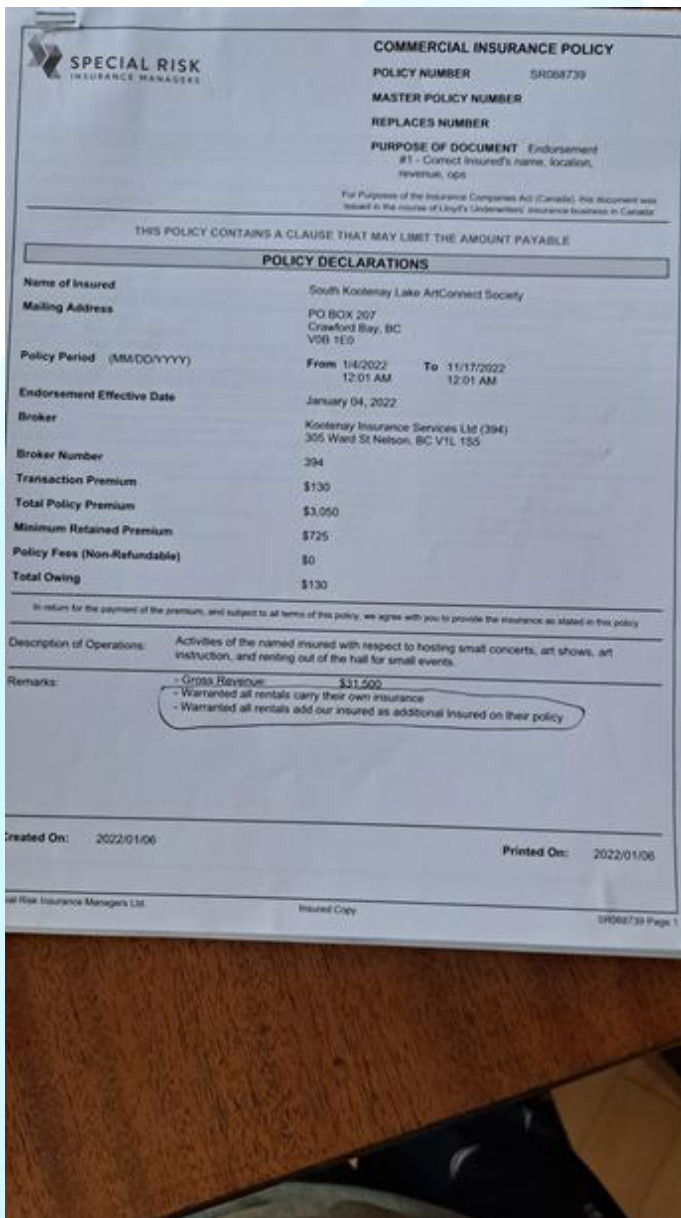 SPECIAL RISK
INSURANCE MANAGERS
COMMERCIAL INSURANCE POLICY
POLICY NUMBER SR068739
MASTER POLICY NUMBER
REPLACES NUMBER
PURPOSE OF DOCUMENT Endorsement
#1 - Correct Insured's name, location,
revenue, ops
For Purposes of the Insurance Companies Act (Canada), this document was
issued in the course of Lloyd's Underwriters' insurance business in Canada
THIS POLICY CONTAINS A CLAUSE THAT MAY LIMIT THE AMOUNT PAYABLE
POLICY DECLARATIONS
Name of Insured South Kootenay Lake ArtConnect Society
Mailing Address PO BOX 207
Crawford Bay, BC
V0B 1E0
Policy Period (MM/DD/YYYY) From 1/4/2022 To 11/17/2022
12:01 AM 12:01 AM
Endorsement Effective Date January 04, 2022
Broker Kootenay Insurance Services Ltd (394)
305 Ward St Nelson, BC V1L 1S5
Broker Number 394
Transaction Premium $130
Total Policy Premium $3,050
Minimum Retained Premium $725
Policy Fees (Non-Refundable) $0
Total Owing $130
In return for the payment of the premium, and subject to all terms of this policy, we agree with you to provide the insurance as stated in this policy
Description of Operations: Activities of the named insured with respect to hosting small concerts, art shows, art
instruction, and renting out of the hall for small events.
Remarks: - Gross Revenue: $31,500
- Warranted all rentals carry their own insurance
- Warranted all rentals add our insured as additional Insured on their policy
Created On: 2022/01/06 Printed On: 2022/01/06
Risk Insurance Managers Ltd. Insured Copy SR068739 Page 1